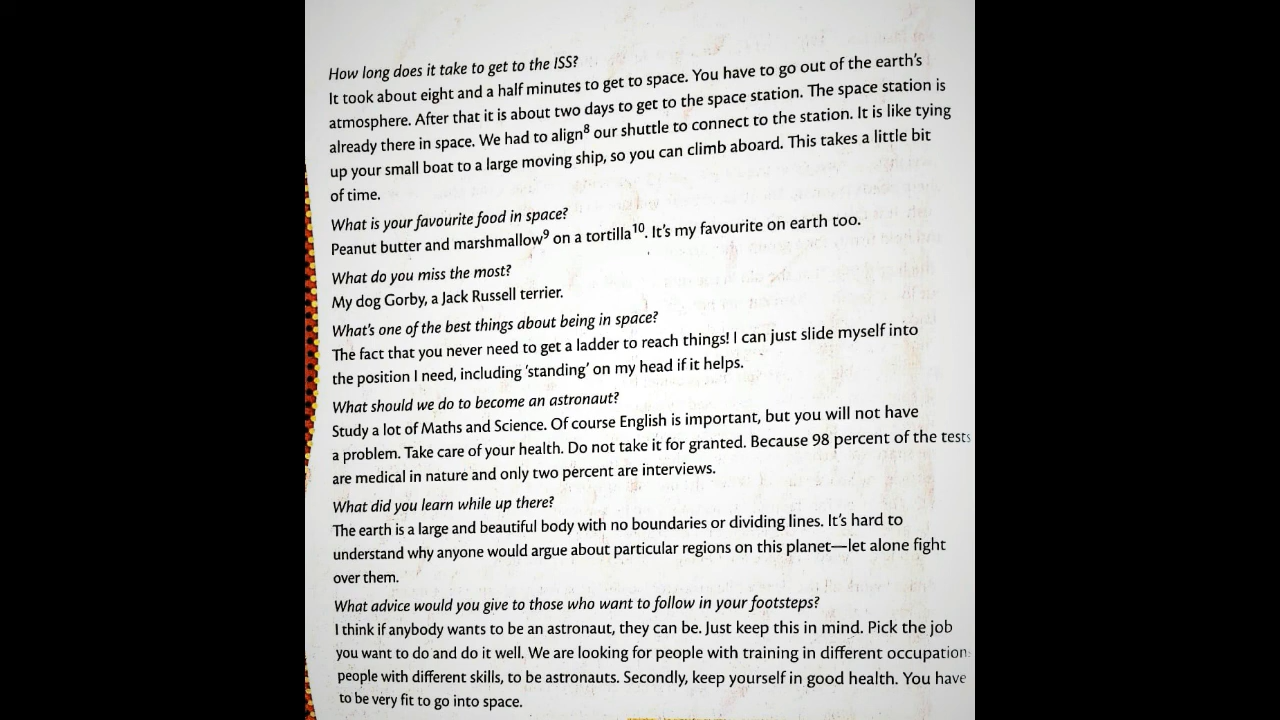 How long does it take to get to the ISS?
It took about eight and a half minutes to get to space. You have to go out of the earth's
atmosphere. After that it is about two days to get to the space station. The space station is
already there in space. We had to align⁸ our shuttle to connect to the station. It is like tying
up your small boat to a large moving ship, so you can climb aboard. This takes a little bit
of time.
What is your favourite food in space?
Peanut butter and marshmallow⁹ on a tortilla¹⁰. It's my favourite on earth too.
What do you miss the most?
My dog Gorby, a Jack Russell terrier.
What's one of the best things about being in space?
The fact that you never need to get a ladder to reach things! I can just slide myself into
the position I need, including 'standing' on my head if it helps.
What should we do to become an astronaut?
Study a lot of Maths and Science. Of course English is important, but you will not have
a problem. Take care of your health. Do not take it for granted. Because 98 percent of the tests
are medical in nature and only two percent are interviews.
What did you learn while up there?
The earth is a large and beautiful body with no boundaries or dividing lines. It's hard to
understand why anyone would argue about particular regions on this planet—let alone fight
over them.
What advice would you give to those who want to follow in your footsteps?
I think if anybody wants to be an astronaut, they can be. Just keep this in mind. Pick the job
you want to do and do it well. We are looking for people with training in different occupation
people with different skills, to be astronauts. Secondly, keep yourself in good health. You have
to be very fit to go into space.